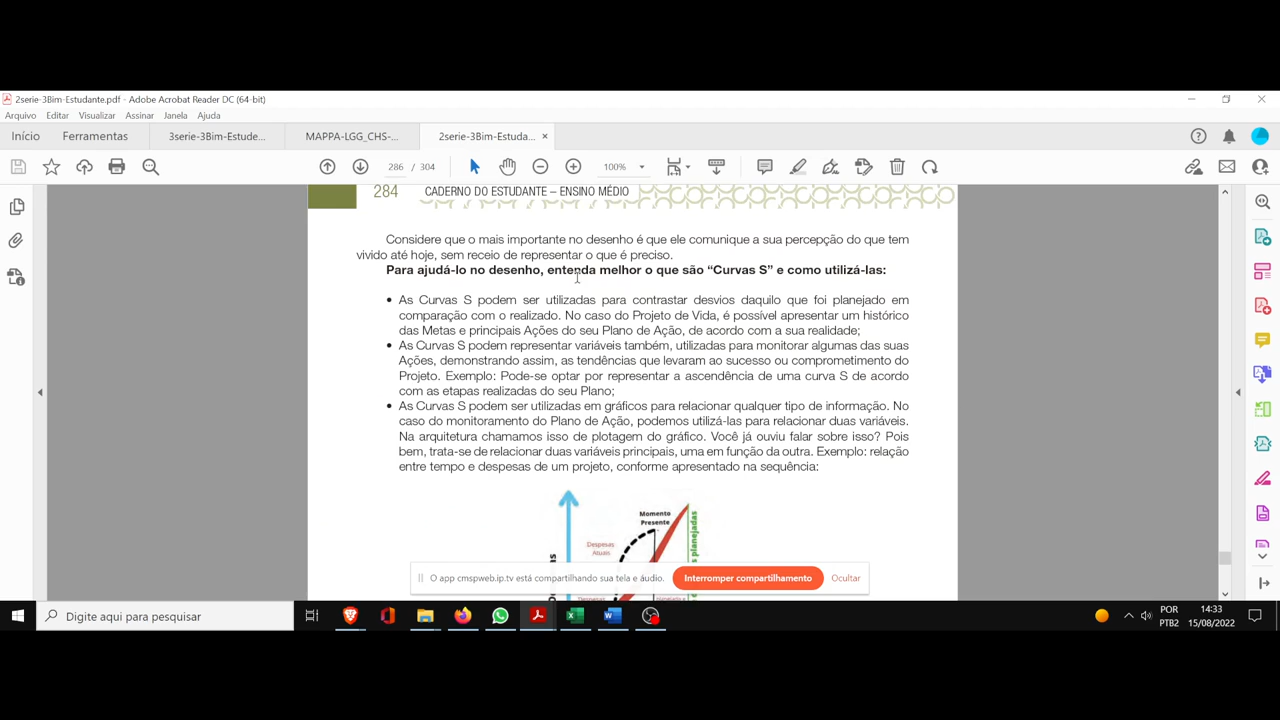 2serie-3Bim-Estudante.pdf - Adobe Acrobat Reader DC (64-bit)
Arquivo Editar Visualizar Assinar Janela Ajuda
Início Ferramentas 3serie-3Bim-Estude... MAPPA-LGG_CHS-... 2serie-3Bim-Estuda... ×
286 / 304 100%
284 CADERNO DO ESTUDANTE – ENSINO MÉDIO
Considere que o mais importante no desenho é que ele comunique a sua percepção do que tem
vivido até hoje, sem receio de representar o que é preciso.
Para ajudá-lo no desenho, entenda melhor o que são “Curvas S” e como utilizá-las:
• As Curvas S podem ser utilizadas para contrastar desvios daquilo que foi planejado em
comparação com o realizado. No caso do Projeto de Vida, é possível apresentar um histórico
das Metas e principais Ações do seu Plano de Ação, de acordo com a sua realidade;
• As Curvas S podem representar variáveis também, utilizadas para monitorar algumas das suas
Ações, demonstrando assim, as tendências que levaram ao sucesso ou comprometimento do
Projeto. Exemplo: Pode-se optar por representar a ascendência de uma curva S de acordo
com as etapas realizadas do seu Plano;
• As Curvas S podem ser utilizadas em gráficos para relacionar qualquer tipo de informação. No
caso do monitoramento do Plano de Ação, podemos utilizá-las para relacionar duas variáveis.
Na arquitetura chamamos isso de plotagem do gráfico. Você já ouviu falar sobre isso? Pois
bem, trata-se de relacionar duas variáveis principais, uma em função da outra. Exemplo: relação
entre tempo e despesas de um projeto, conforme apresentado na sequência:
Momento
Presente
Despesas
Atuais
planejadas
O app cmspweb.ip.tv está compartilhando sua tela e áudio. Interromper compartilhamento Ocultar
Digite aqui para pesquisar
POR 14:33
PTB2 15/08/2022